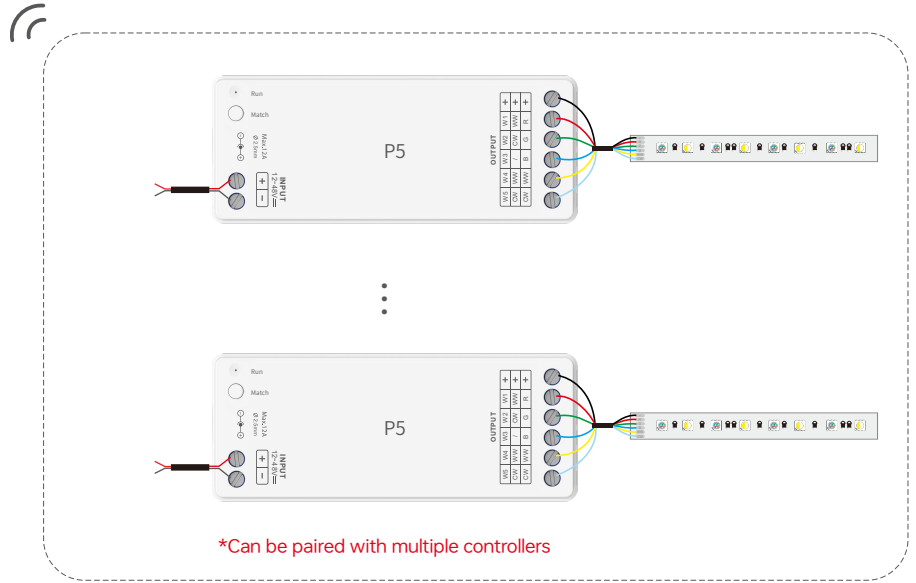 Run
Match
Max.12A
Ø 2.5mm
P5
+
−
INPUT
12~48V
OUTPUT
+ + +
W1 WW R
W2 CW G
W3 / B
W4 WW WW
W5 CW CW
Run
Match
Max.12A
Ø 2.5mm
P5
+
−
INPUT
12~48V
OUTPUT
+ + +
W1 WW R
W2 CW G
W3 / B
W4 WW WW
W5 CW CW
*Can be paired with multiple controllers